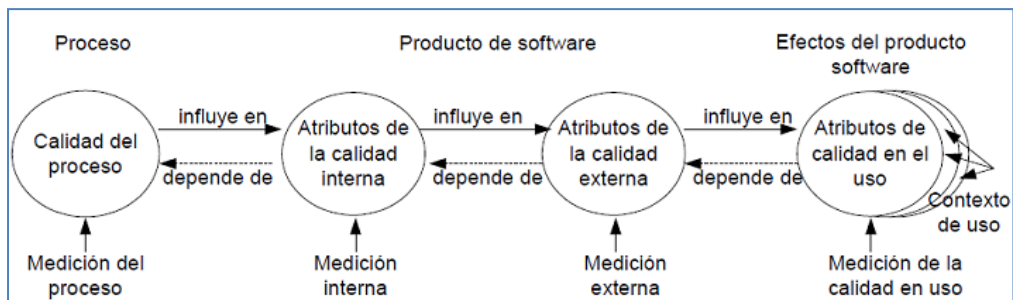 Proceso
Producto de software
Efectos del producto
software
Calidad del
proceso
influye en
depende de
Atributos de
la calidad
interna
influye en
depende de
Atributos de
la calidad
externa
influye en
depende de
Atributos de
calidad en el
uso
Contexto
de uso
Medición del
proceso
Medición
interna
Medición
externa
Medición de la
calidad en uso